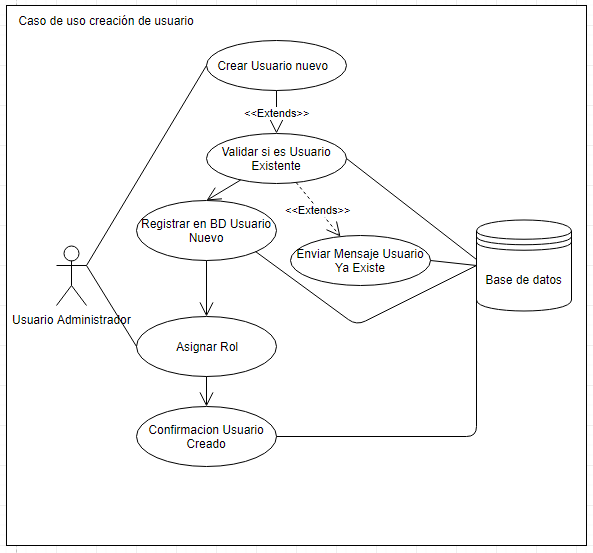 Caso de uso creación de usuario
Crear Usuario nuevo
<<Extends>>
Validar si es Usuario
Existente
Registrar en BD Usuario
Nuevo
<<Extends>>
Enviar Mensaje Usuario
Ya Existe
Base de datos
Usuario Administrador
Asignar Rol
Confirmacion Usuario
Creado